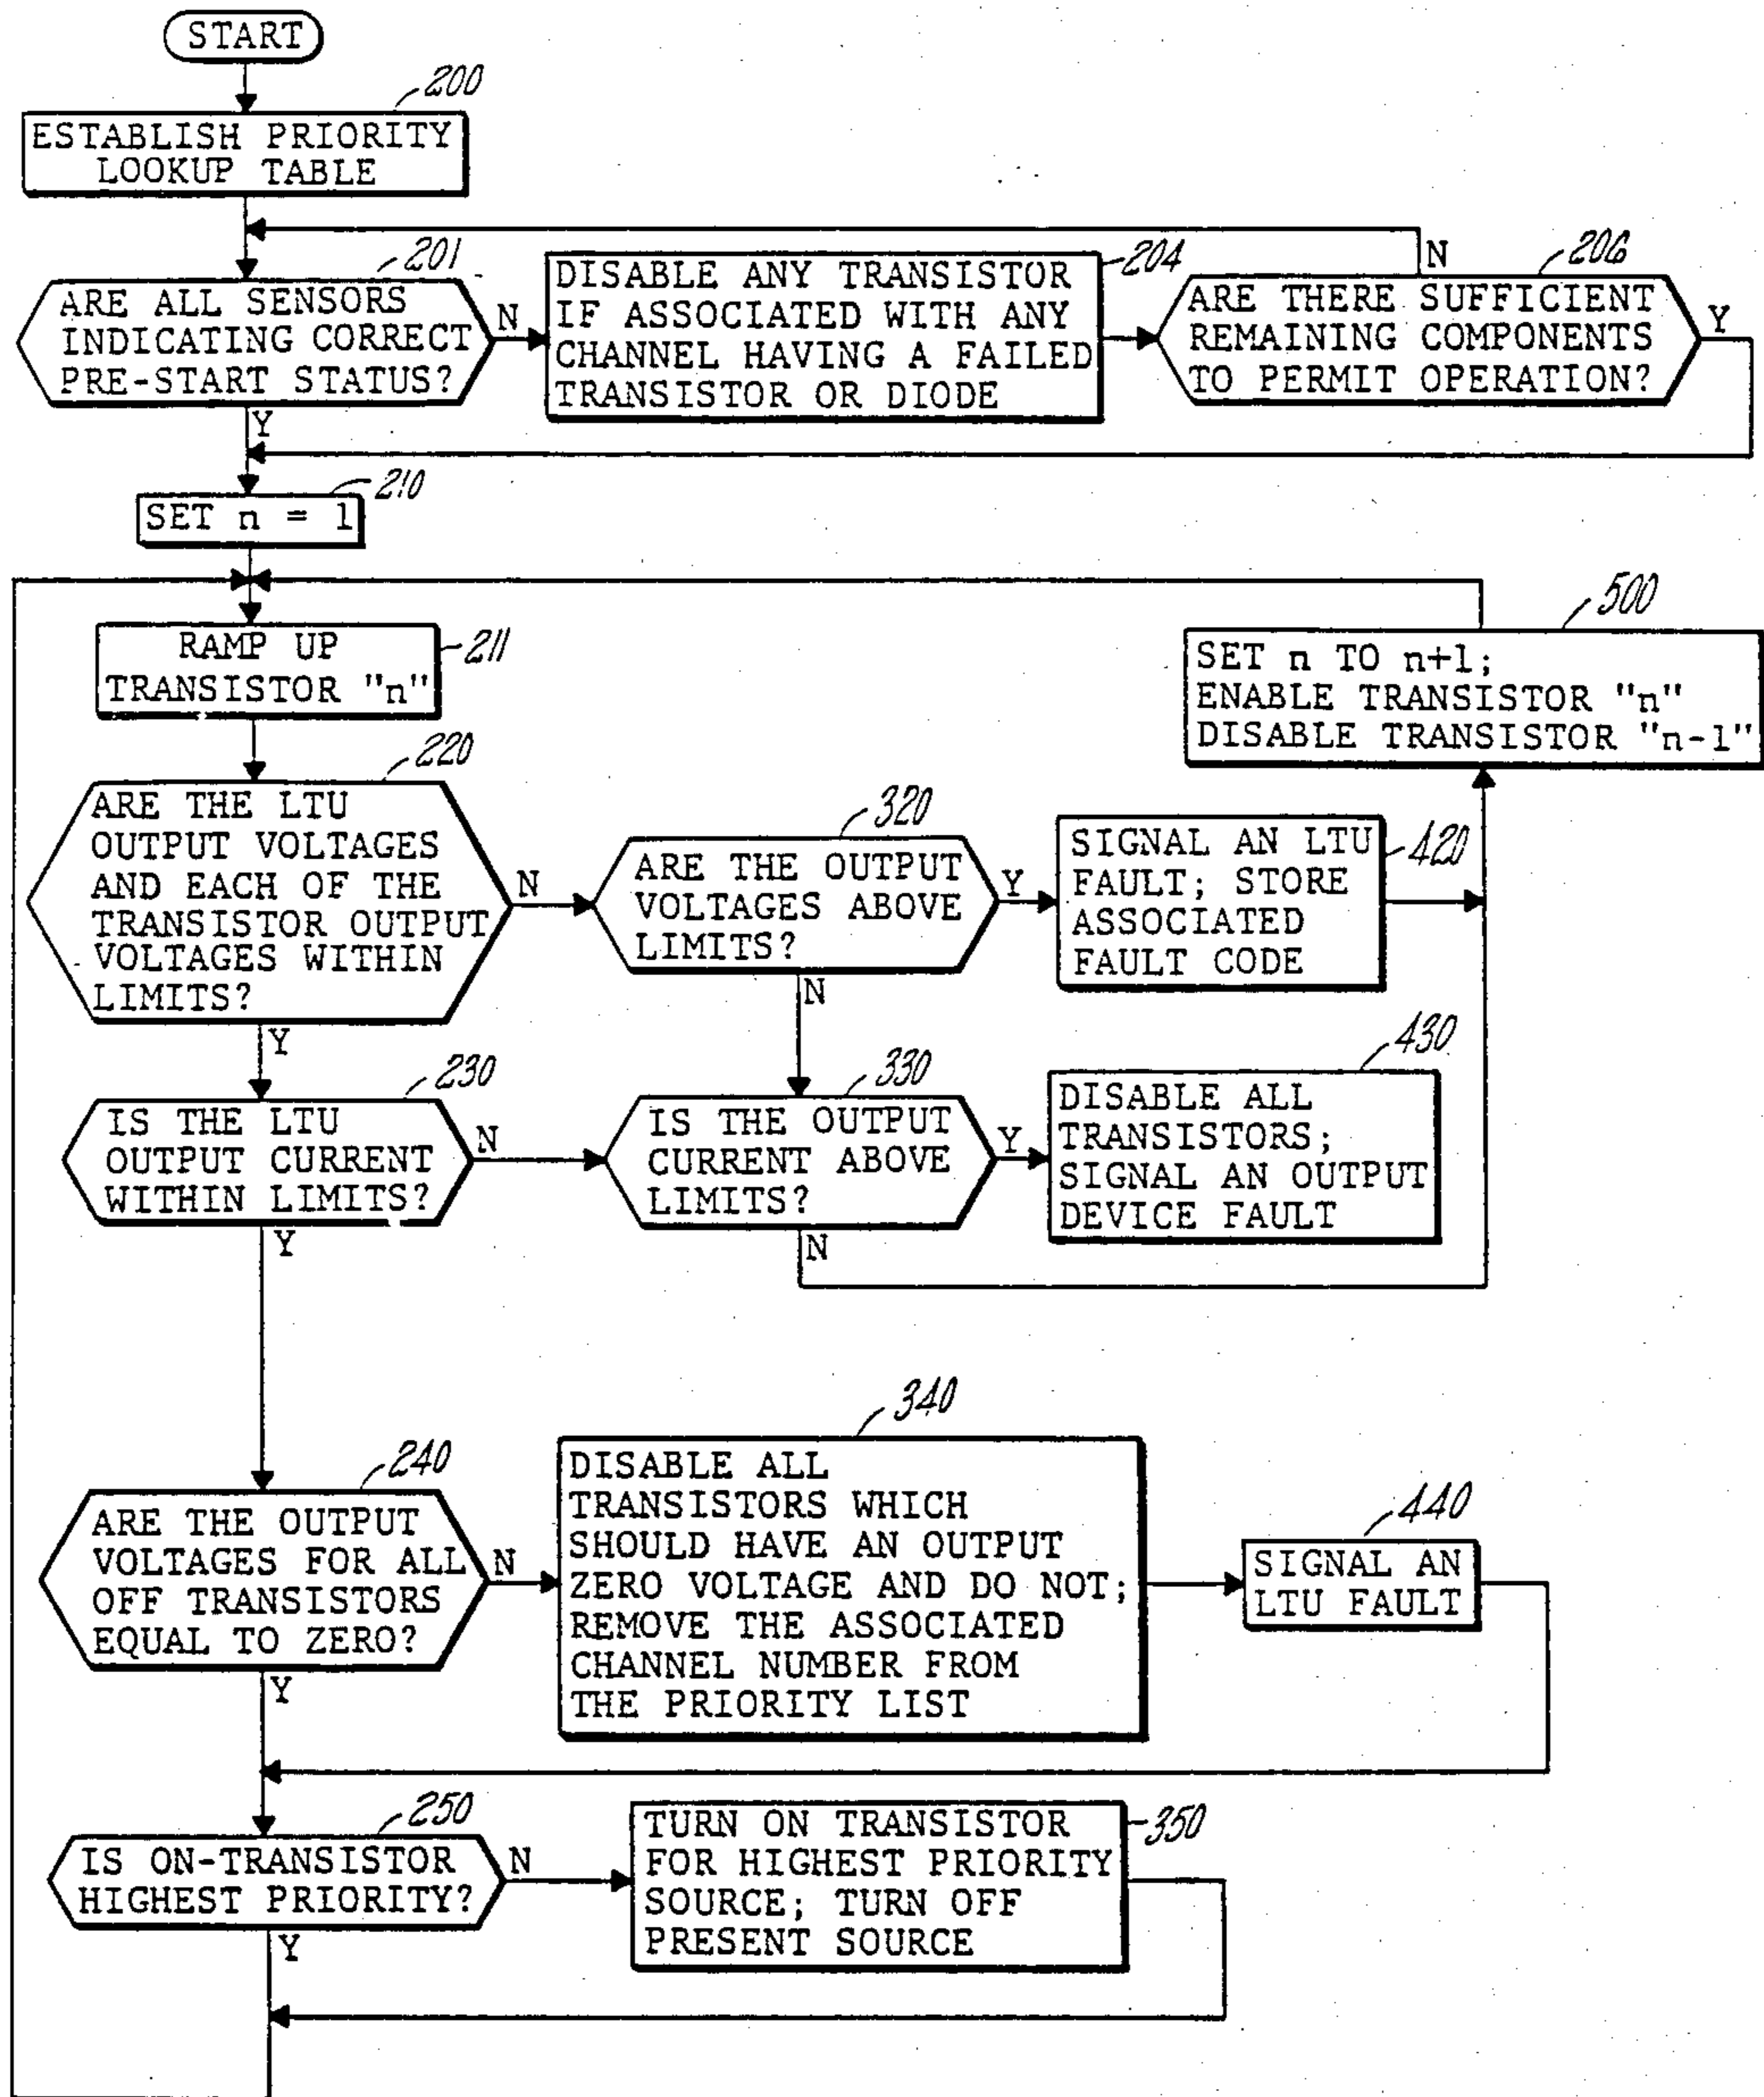 START
200
ESTABLISH PRIORITY
LOOKUP TABLE
201
ARE ALL SENSORS
INDICATING CORRECT
PRE-START STATUS?
N
Y
204
DISABLE ANY TRANSISTOR
IF ASSOCIATED WITH ANY
CHANNEL HAVING A FAILED
TRANSISTOR OR DIODE
N
206
ARE THERE SUFFICIENT
REMAINING COMPONENTS
TO PERMIT OPERATION?
Y
210
SET n = 1
RAMP UP
TRANSISTOR "n"
211
500
SET n TO n+1;
ENABLE TRANSISTOR "n"
DISABLE TRANSISTOR "n-1"
220
ARE THE LTU
OUTPUT VOLTAGES
AND EACH OF THE
TRANSISTOR OUTPUT
VOLTAGES WITHIN
LIMITS?
N
Y
320
ARE THE OUTPUT
VOLTAGES ABOVE
LIMITS?
Y
N
SIGNAL AN LTU
FAULT; STORE
ASSOCIATED
FAULT CODE
420
230
IS THE LTU
OUTPUT CURRENT
WITHIN LIMITS?
N
Y
330
IS THE OUTPUT
CURRENT ABOVE
LIMITS?
Y
N
430
DISABLE ALL
TRANSISTORS;
SIGNAL AN OUTPUT
DEVICE FAULT
240
ARE THE OUTPUT
VOLTAGES FOR ALL
OFF TRANSISTORS
EQUAL TO ZERO?
N
Y
340
DISABLE ALL
TRANSISTORS WHICH
SHOULD HAVE AN OUTPUT
ZERO VOLTAGE AND DO NOT;
REMOVE THE ASSOCIATED
CHANNEL NUMBER FROM
THE PRIORITY LIST
440
SIGNAL AN
LTU FAULT
250
IS ON-TRANSISTOR
HIGHEST PRIORITY?
N
Y
TURN ON TRANSISTOR
FOR HIGHEST PRIORITY
SOURCE; TURN OFF
PRESENT SOURCE
350